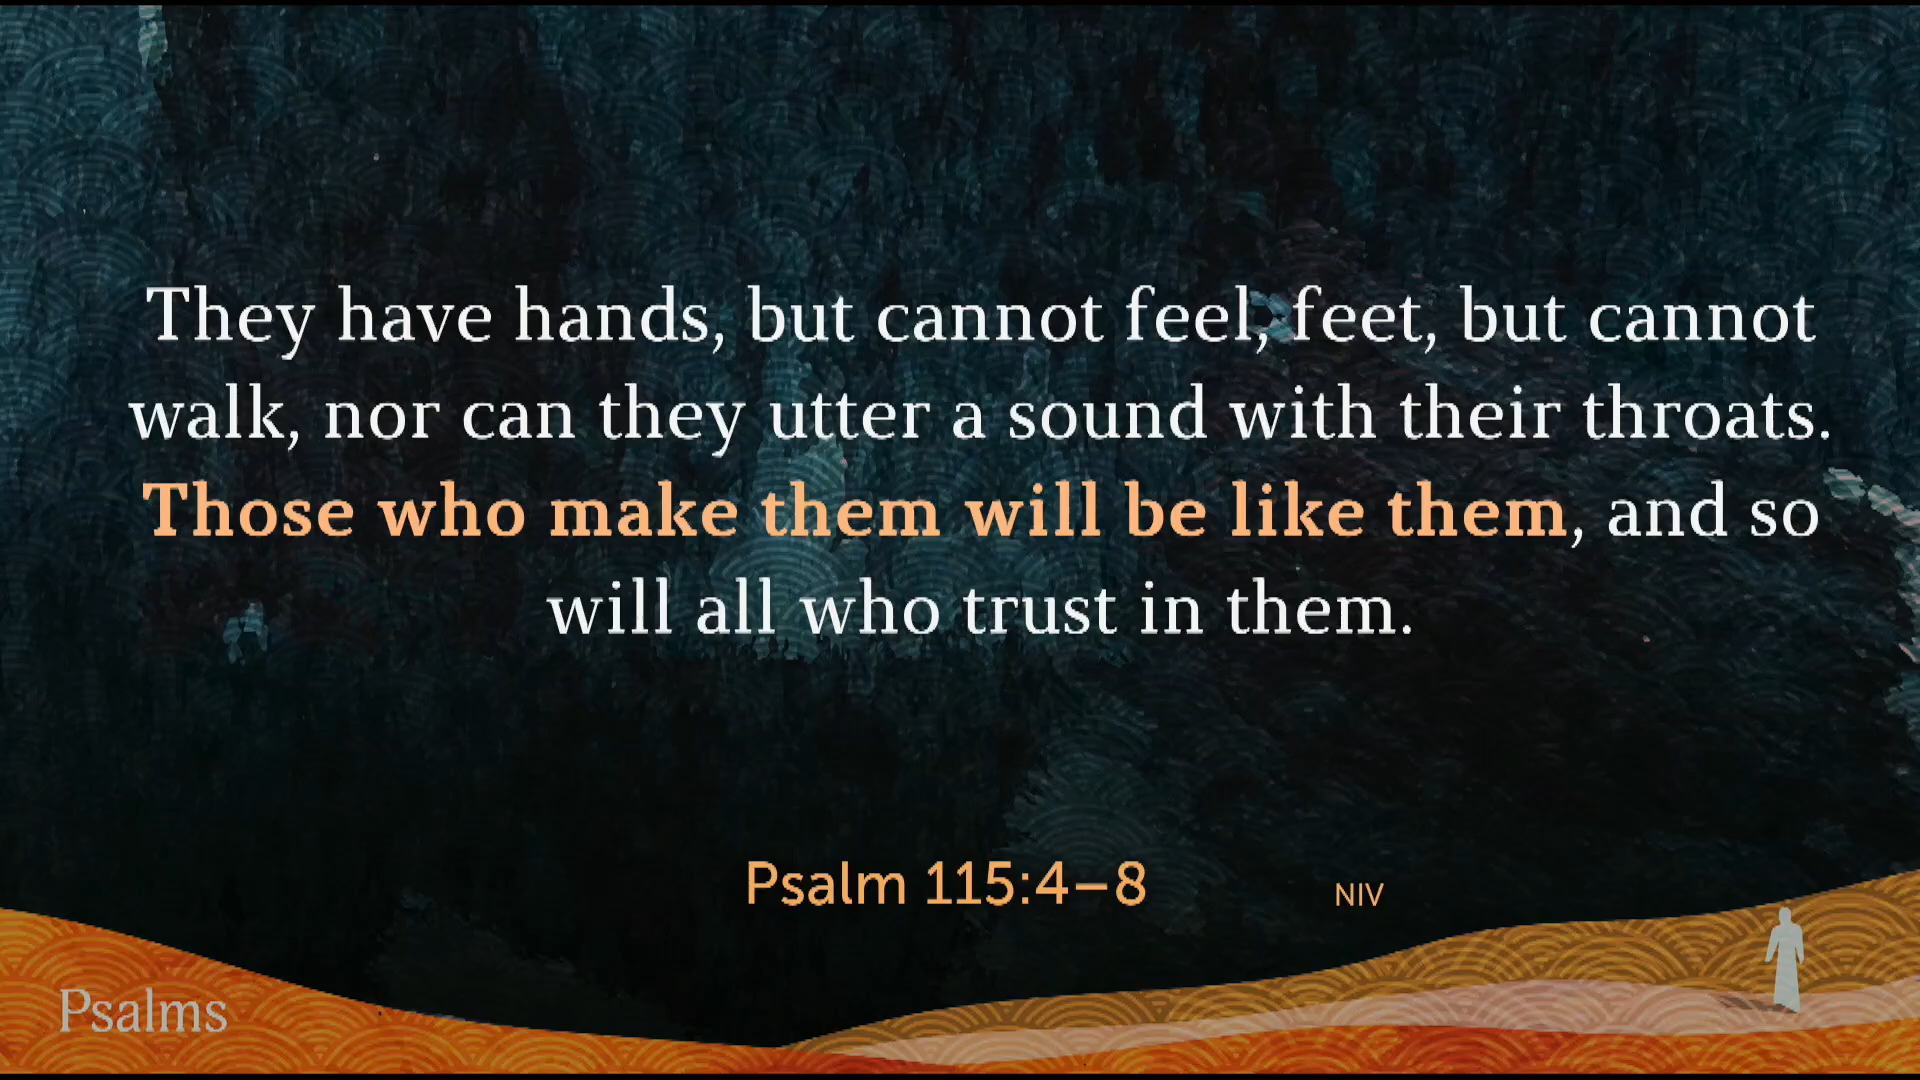 They have hands, but cannot feel, feet, but cannot
walk, nor can they utter a sound with their throats.
Those who make them will be like them, and so
will all who trust in them.
Psalm 115:4–8 NIV
Psalms